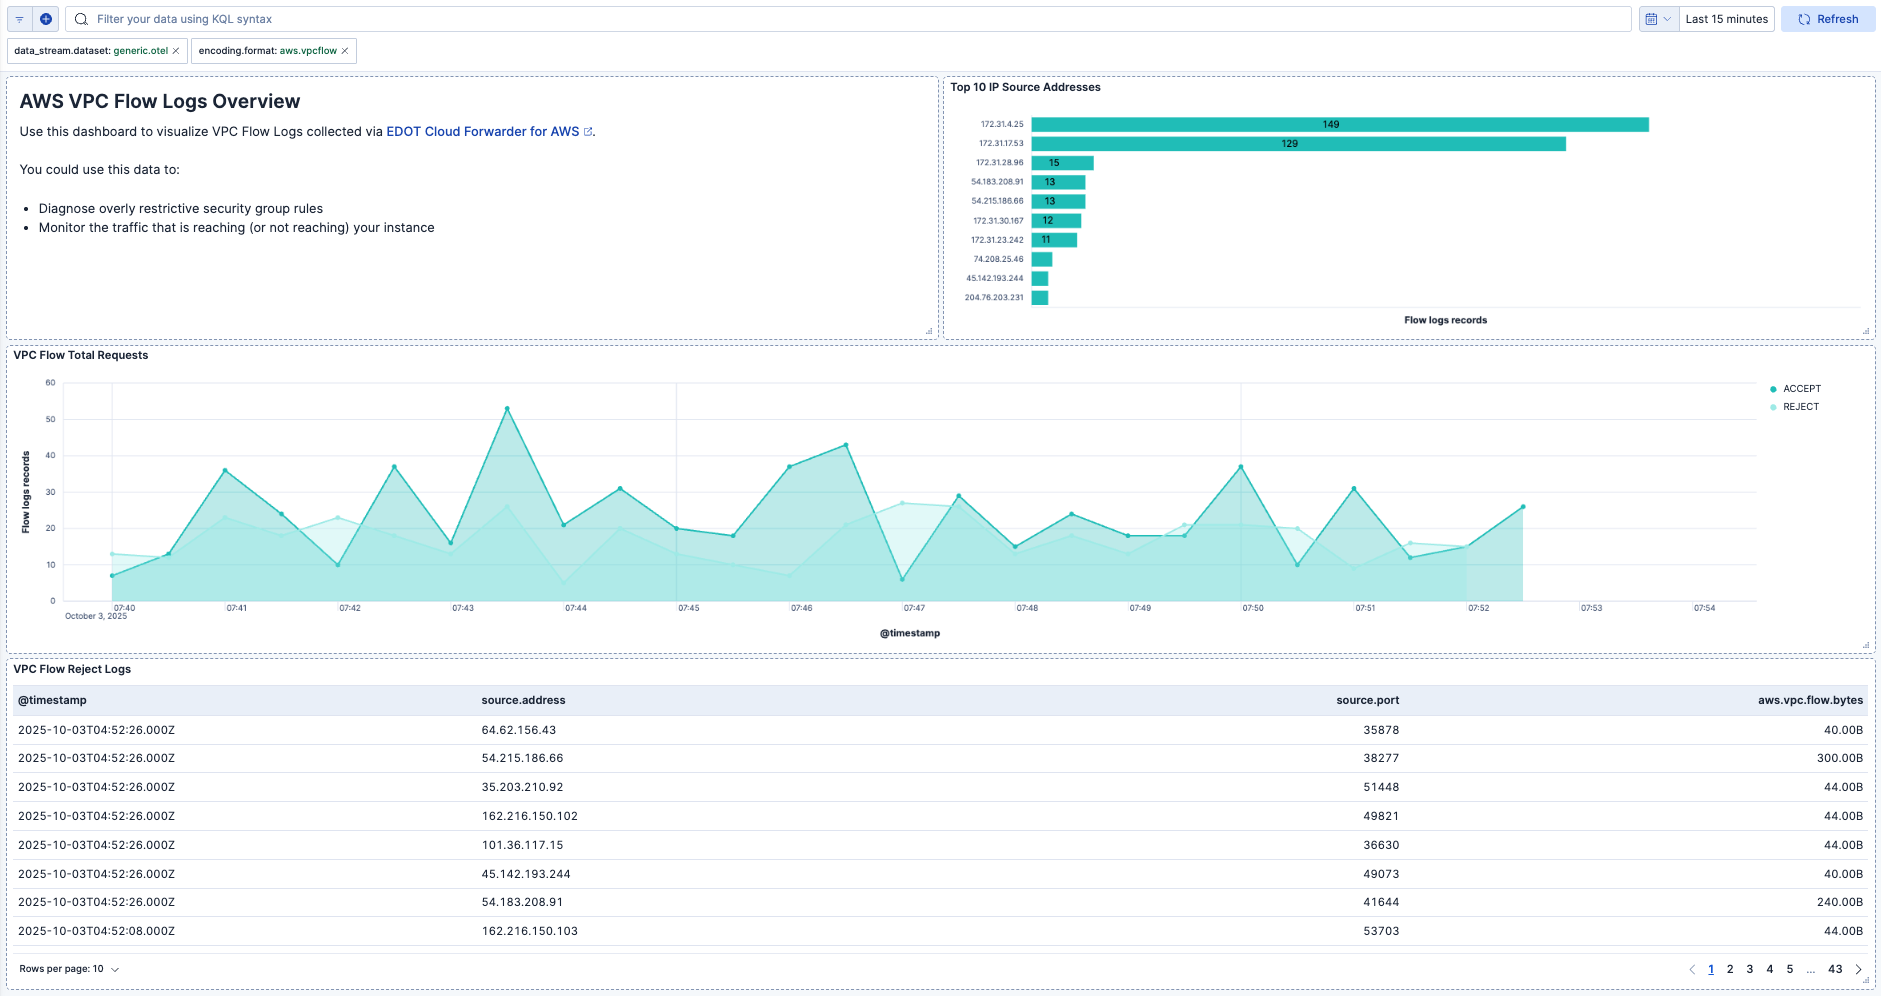 Filter your data using KQL syntax
Last 15 minutes
Refresh
data_stream.dataset: generic.otel
encoding.format: aws.vpcflow
AWS VPC Flow Logs Overview
Use this dashboard to visualize VPC Flow Logs collected via EDOT Cloud Forwarder for AWS.
You could use this data to:
• Diagnose overly restrictive security group rules
• Monitor the traffic that is reaching (or not reaching) your instance
Top 10 IP Source Addresses
172.31.4.25 149
172.31.17.53 129
172.31.28.96 15
54.183.208.91 13
54.215.186.66 13
172.31.30.167 12
172.31.23.242 11
74.208.25.46
45.142.193.244
204.76.203.231
Flow logs records
VPC Flow Total Requests
60
50
40
30
20
10
0
Flow logs records
ACCEPT
REJECT
07:40 07:41 07:42 07:43 07:44 07:45 07:46 07:47 07:48 07:49 07:50 07:51 07:52 07:53 07:54
October 3, 2025
@timestamp
VPC Flow Reject Logs
@timestamp source.address source.port aws.vpc.flow.bytes
2025-10-03T04:52:26.000Z 64.62.156.43 35878 40.00B
2025-10-03T04:52:26.000Z 54.215.186.66 38277 300.00B
2025-10-03T04:52:26.000Z 35.203.210.92 51448 44.00B
2025-10-03T04:52:26.000Z 162.216.150.102 49821 44.00B
2025-10-03T04:52:26.000Z 101.36.117.15 36630 44.00B
2025-10-03T04:52:26.000Z 45.142.193.244 49073 40.00B
2025-10-03T04:52:26.000Z 54.183.208.91 41644 240.00B
2025-10-03T04:52:08.000Z 162.216.150.103 53703 44.00B
Rows per page: 10
1 2 3 4 5 ... 43